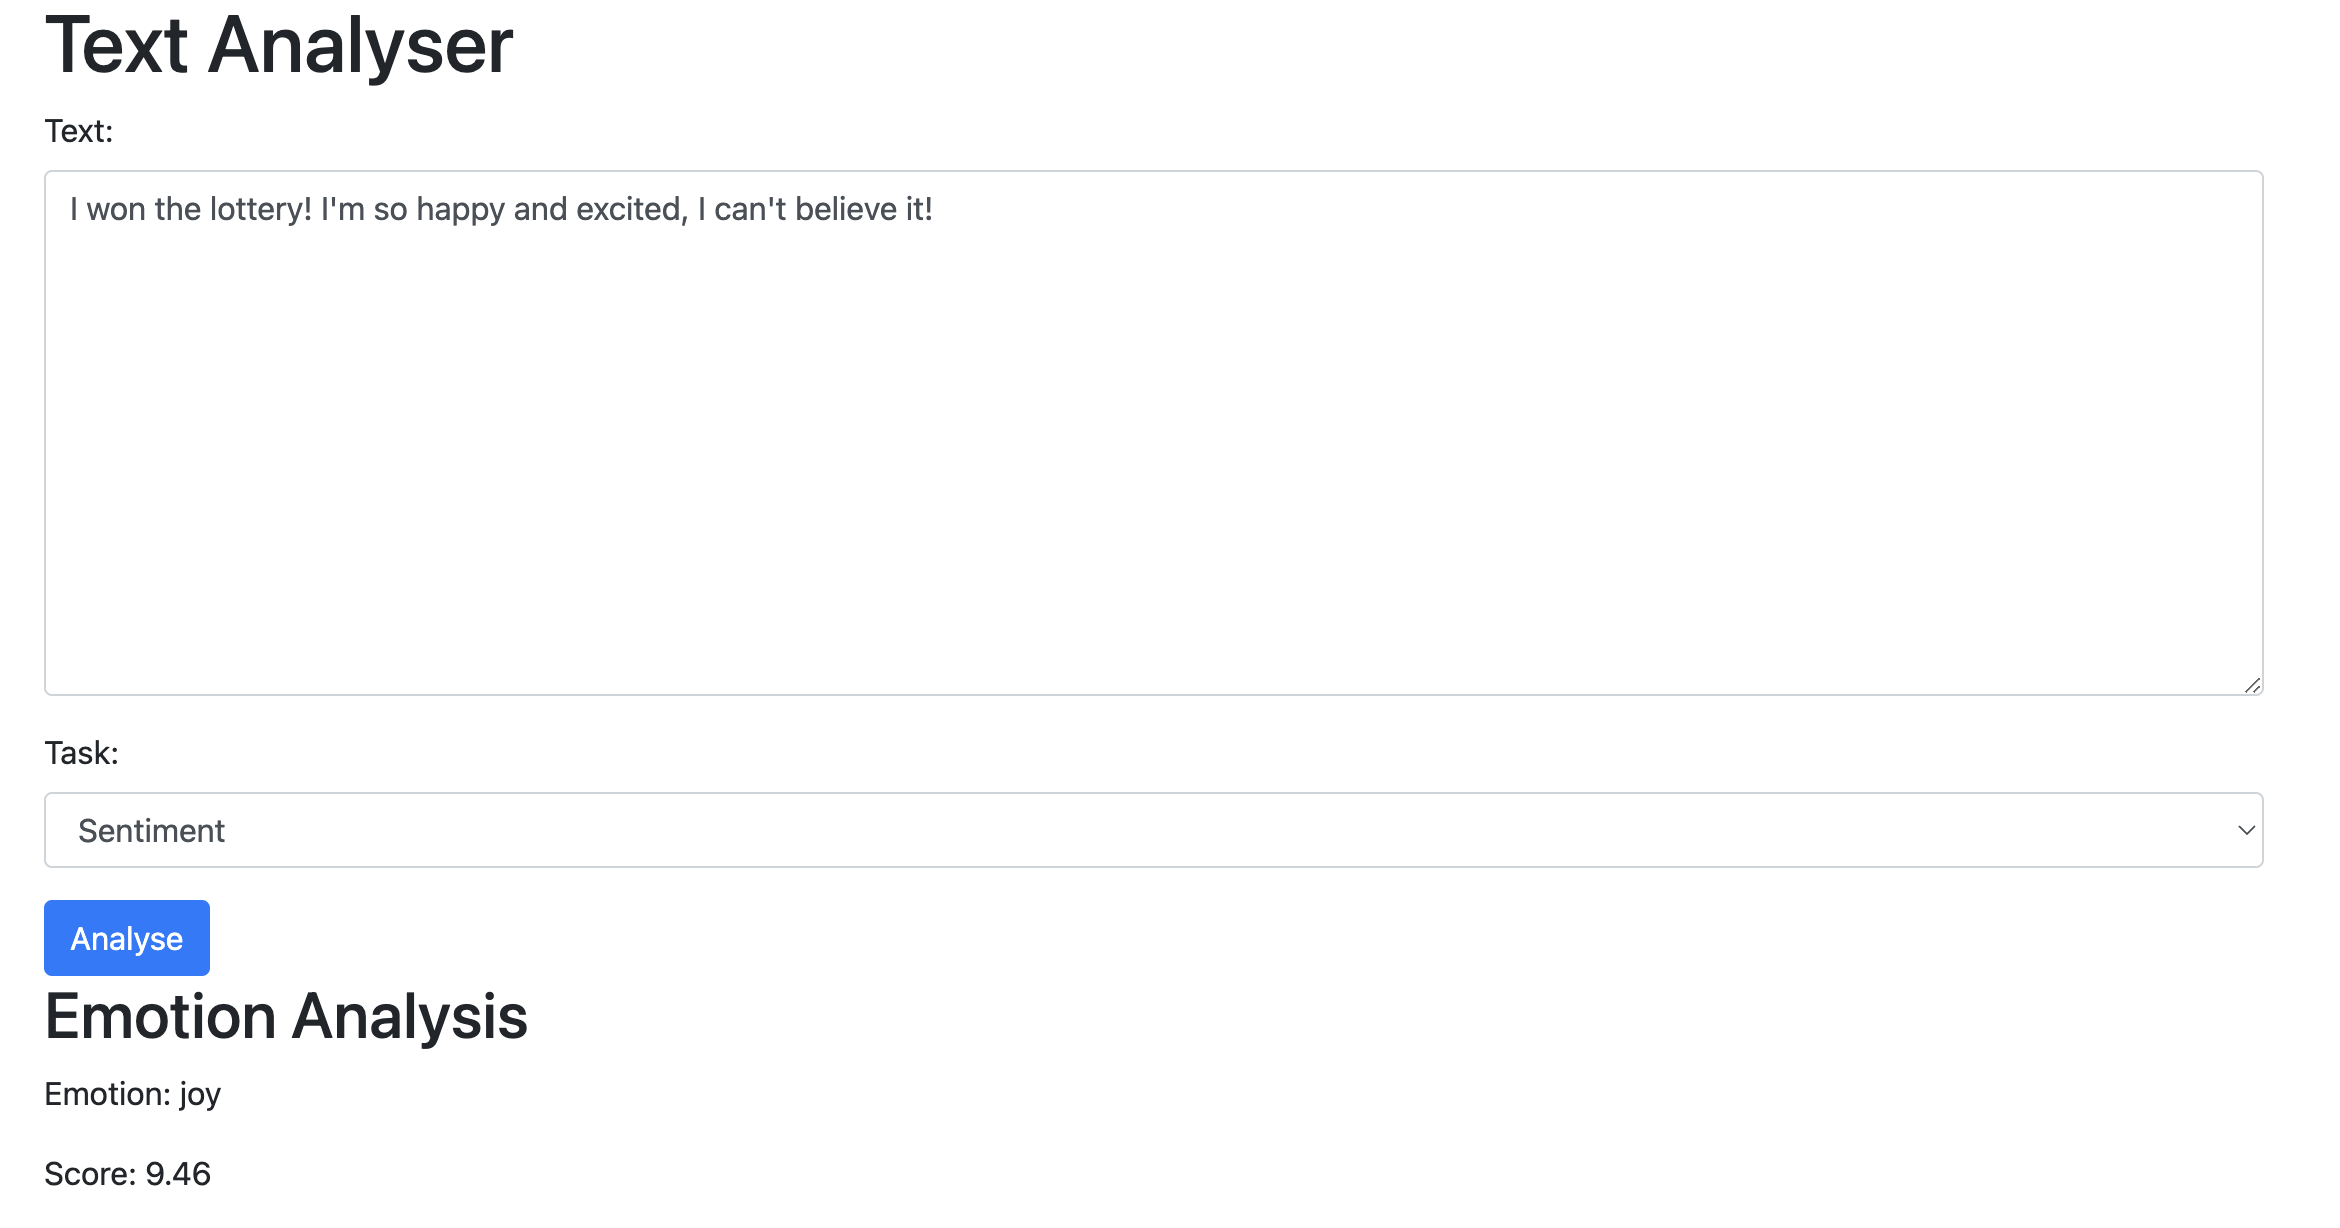 Text Analyser
Text:
I won the lottery! I'm so happy and excited, I can't believe it!
Task:
Sentiment
Analyse
Emotion Analysis
Emotion: joy
Score: 9.46